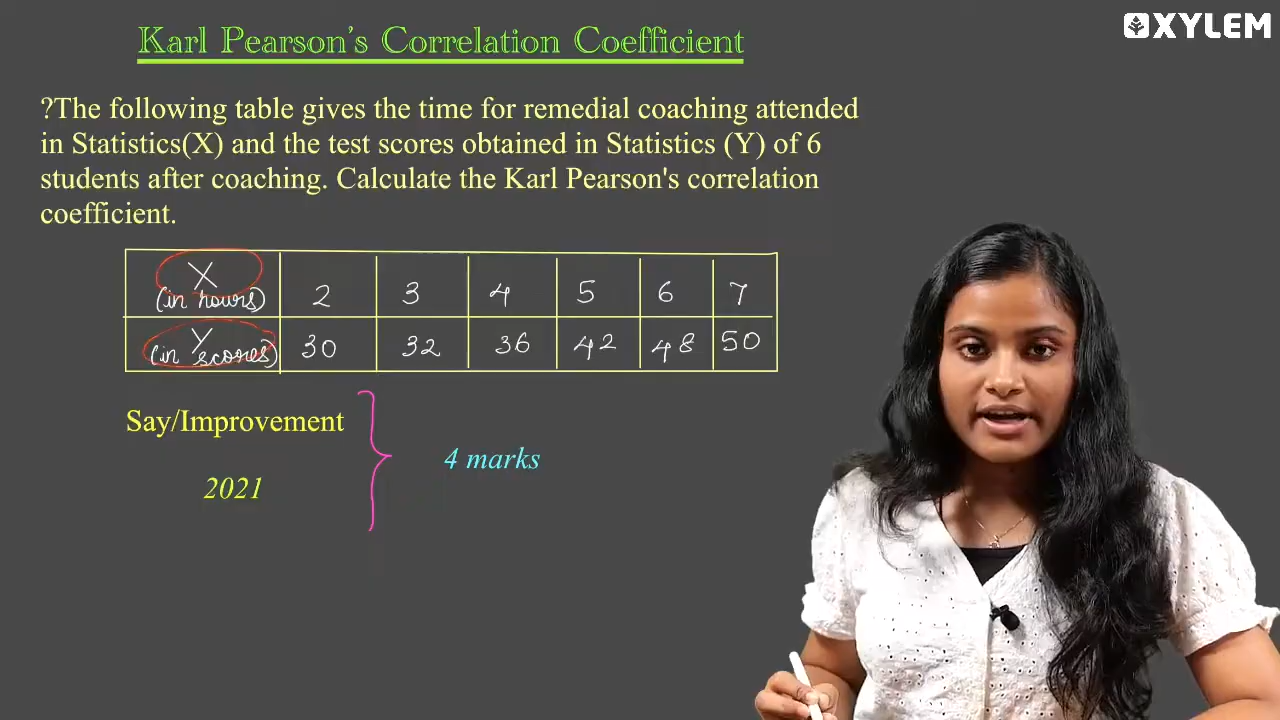 Karl Pearson's Correlation Coefficient
XYLEM
?The following table gives the time for remedial coaching attended
in Statistics(X) and the test scores obtained in Statistics (Y) of 6
students after coaching. Calculate the Karl Pearson's correlation
coefficient.
X
(in hours) 2 3 4 5 6 7
Y
(in scores) 30 32 36 42 48 50
Say/Improvement
2021
4 marks